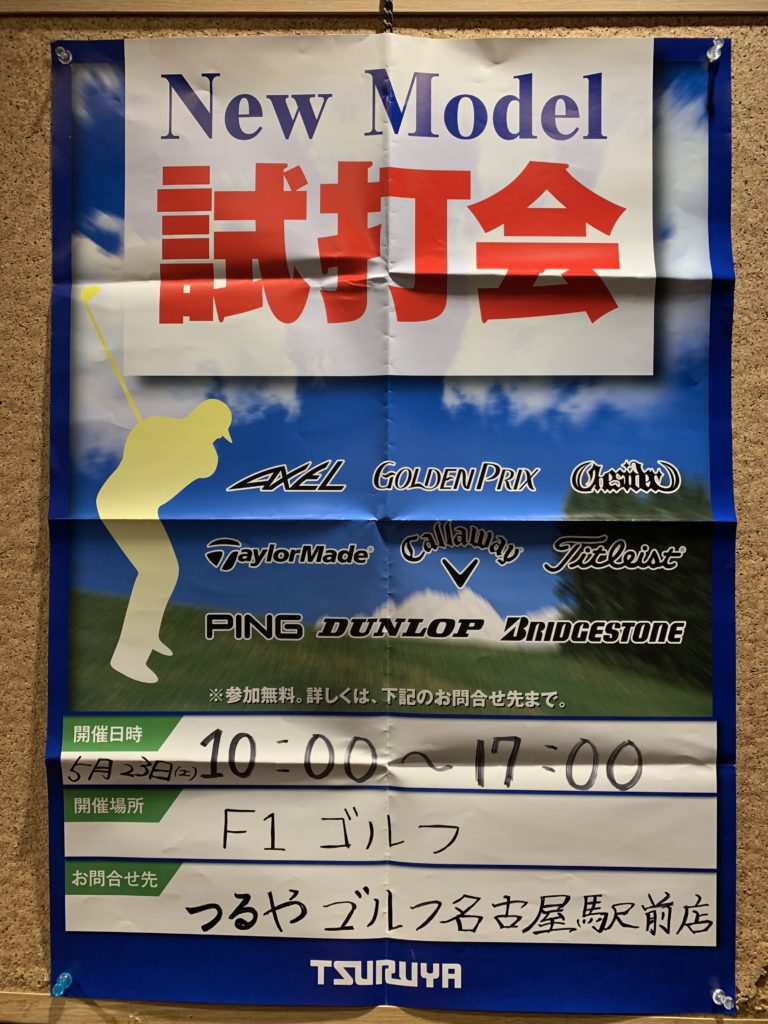 New Model
試打会
AXEL GOLDEN PRIX Onesider
TaylorMade® Callaway Titleist
PING DUNLOP BRIDGESTONE
※参加無料。詳しくは、下記のお問合せ先まで。
開催日時
5月23日(土) 10:00～17:00
開催場所
F1 ゴルフ
お問合せ先
つるや ゴルフ名古屋駅前店
TSURUYA